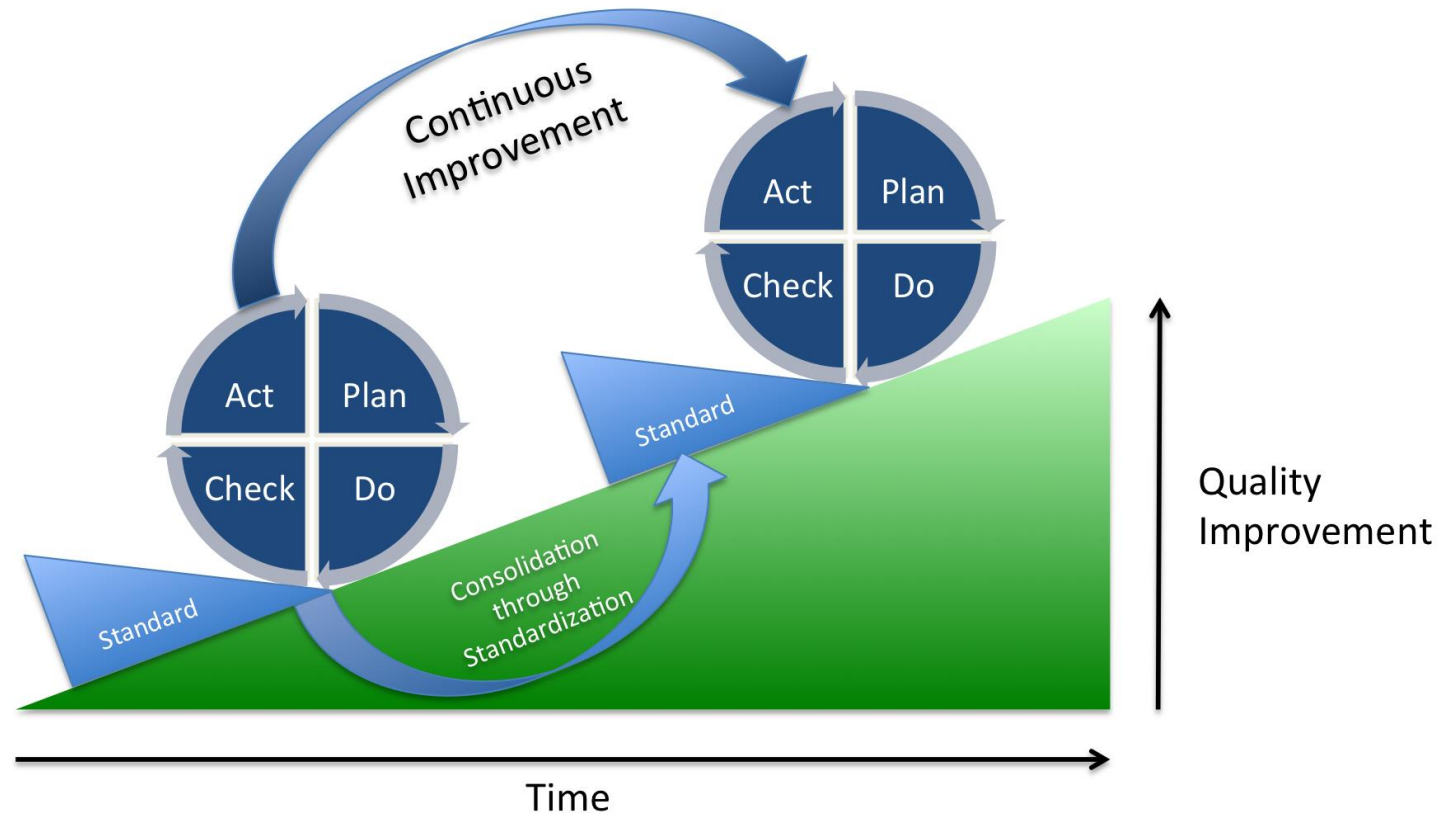 Continuous
Improvement
Act
Plan
Check
Do
Act
Plan
Check
Do
Standard
Standard
Consolidation
through
Standardization
Quality
Improvement
Time